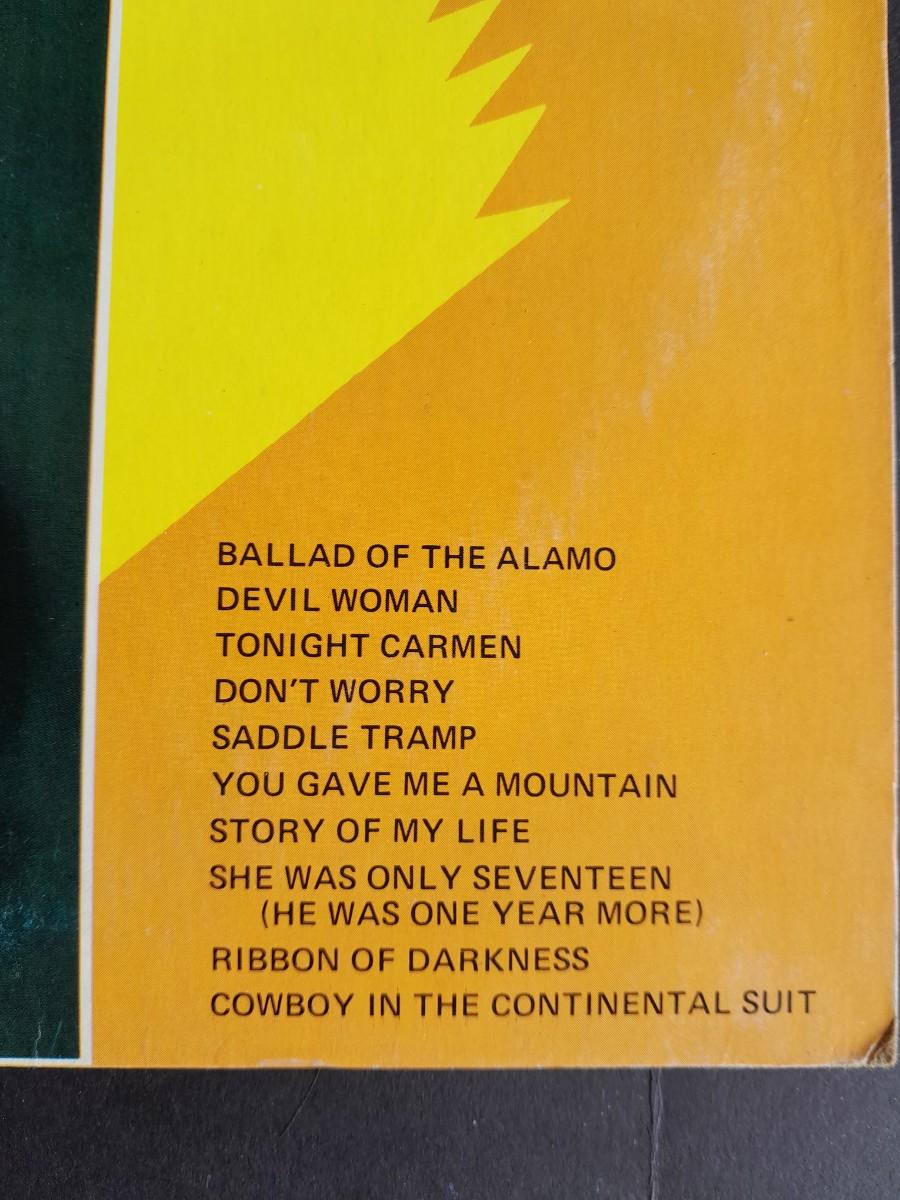 BALLAD OF THE ALAMO
DEVIL WOMAN
TONIGHT CARMEN
DON'T WORRY
SADDLE TRAMP
YOU GAVE ME A MOUNTAIN
STORY OF MY LIFE
SHE WAS ONLY SEVENTEEN
(HE WAS ONE YEAR MORE)
RIBBON OF DARKNESS
COWBOY IN THE CONTINENTAL SUIT